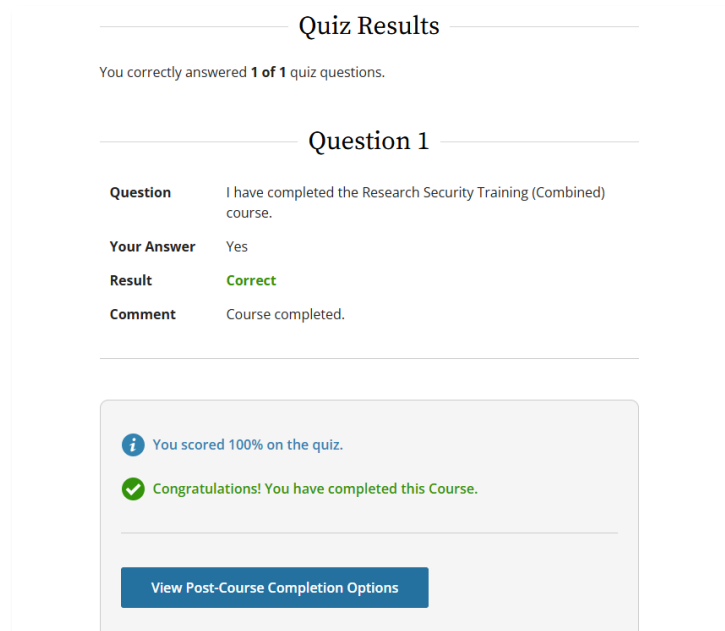 Quiz Results
You correctly answered 1 of 1 quiz questions.
Question 1
Question I have completed the Research Security Training (Combined)
course.
Your Answer Yes
Result Correct
Comment Course completed.
You scored 100% on the quiz.
Congratulations! You have completed this Course.
View Post-Course Completion Options